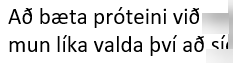 Að bæta próteini við
mun líka valda því að